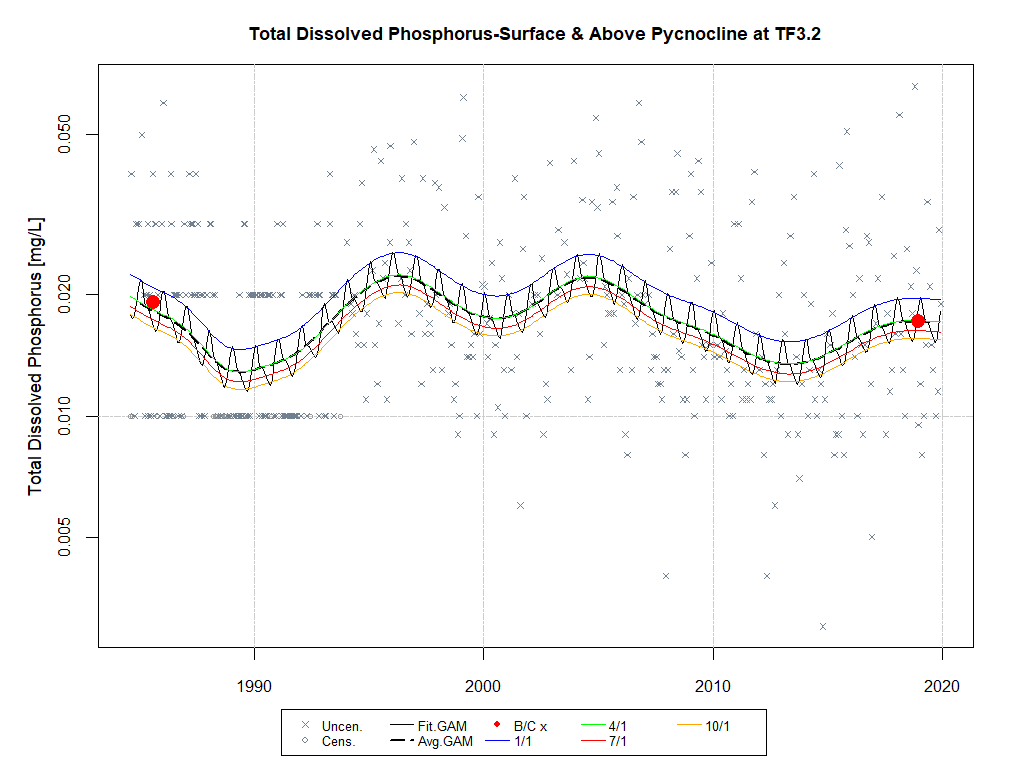 Total Dissolved Phosphorus-Surface & Above Pycnocline at TF3.2
Total Dissolved Phosphorus [mg/L]
0.050
0.020
0.010
0.005
1990 2000 2010 2020
Uncen. Fit.GAM B/C x 4/1 10/1
Cens. Avg.GAM 1/1 7/1